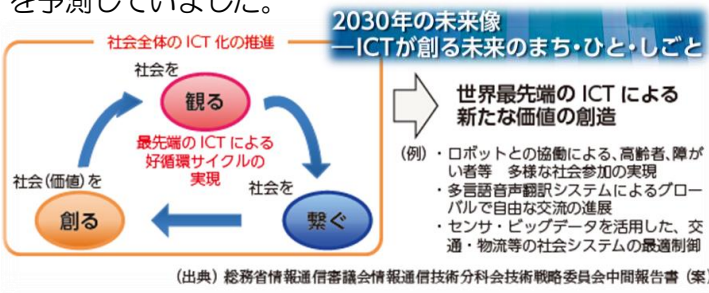 を予測していました。
2030年の未来像
―ICTが創る未来のまち・ひと・しごと
社会全体の ICT 化の推進
社会を
観る
最先端の ICT による
好循環サイクルの
実現
社会(価値)を
創る
社会を
繋ぐ
世界最先端の ICT による
新たな価値の創造
(例)・ロボットとの協働による、高齢者、障が
い者等 多様な社会参加の実現
・多言語音声翻訳システムによるグロー
バルで自由な交流の進展
・センサ・ビッグデータを活用した、交
通・物流等の社会システムの最適制御
(出典) 総務省情報通信審議会情報通信技術分科会技術戦略委員会中間報告書 (案)